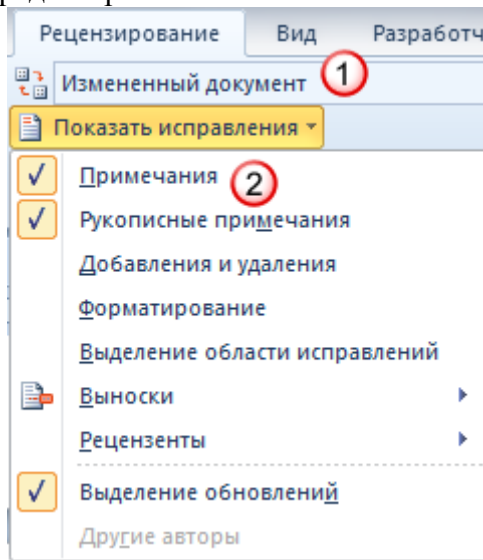 Рецензирование Вид Разработч
Измененный документ 1
Показать исправления
Примечания 2
Рукописные примечания
Добавления и удаления
Форматирование
Выделение области исправлений
Выноски
Рецензенты
Выделение обновлений
Другие авторы